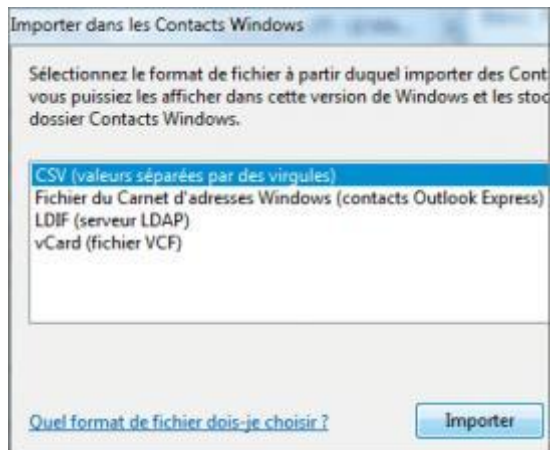 Importer dans les Contacts Windows
Sélectionnez le format de fichier à partir duquel importer des Cont
vous puissiez les afficher dans cette version de Windows et les stoc
dossier Contacts Windows.
CSV (valeurs séparées par des virgules)
Fichier du Carnet d'adresses Windows (contacts Outlook Express)
LDIF (serveur LDAP)
vCard (fichier VCF)
Quel format de fichier dois-je choisir ?
Importer